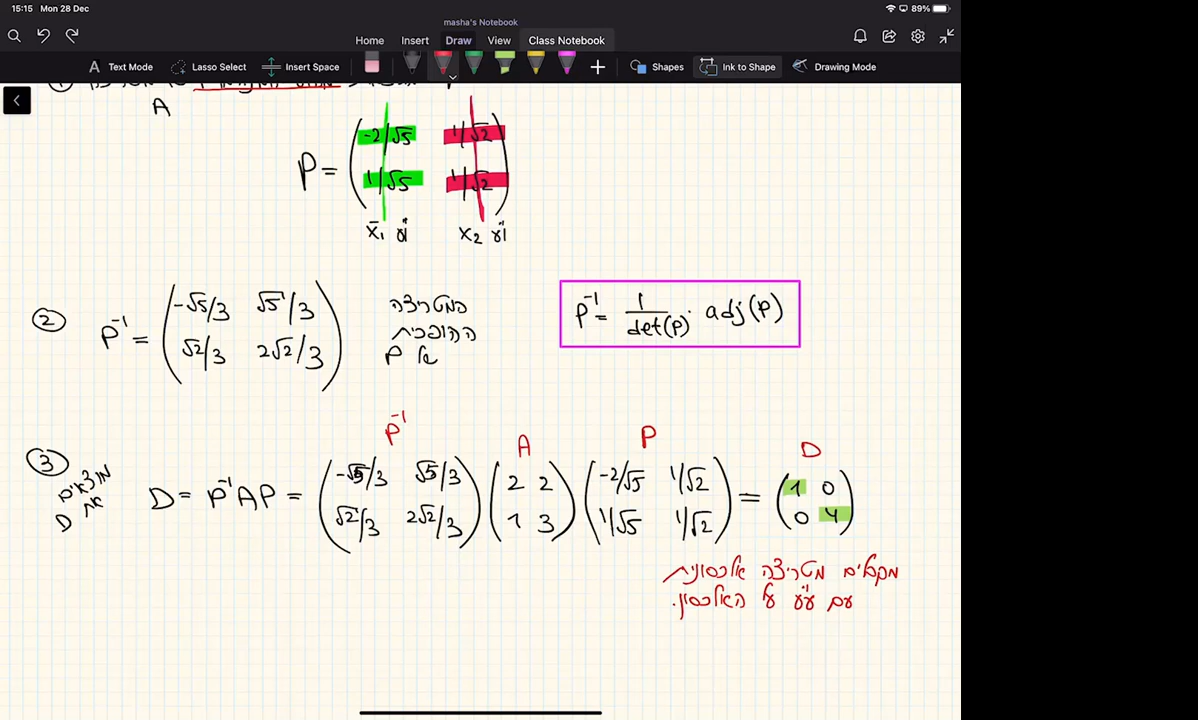 15:15 Mon 28 Dec
89%
masha's Notebook
Home Insert Draw View Class Notebook
Text Mode Lasso Select Insert Space Shapes Ink to Shape Drawing Mode
A
P = ( -2/√5 1/√2
1/√5 1/√2 )
x̄₁ ו"ע x₂ ו"ע
② P⁻¹ = ( -√5/3 √5/3
√2/3 2√2/3 )
המטריצה
ההופכית
של P
P⁻¹ = 1/det(P) · adj(P)
P⁻¹ A P D
③ מוצאים
את D
D = P⁻¹AP = ( -√5/3 √5/3 ) ( 2 2 ) ( -2/√5 1/√2 ) = ( 1 0 )
( √2/3 2√2/3 ) ( 1 3 ) ( 1/√5 1/√2 ) ( 0 4 )
מקבלים מטריצה אלכסונית
עם ע"ע על האלכסון.